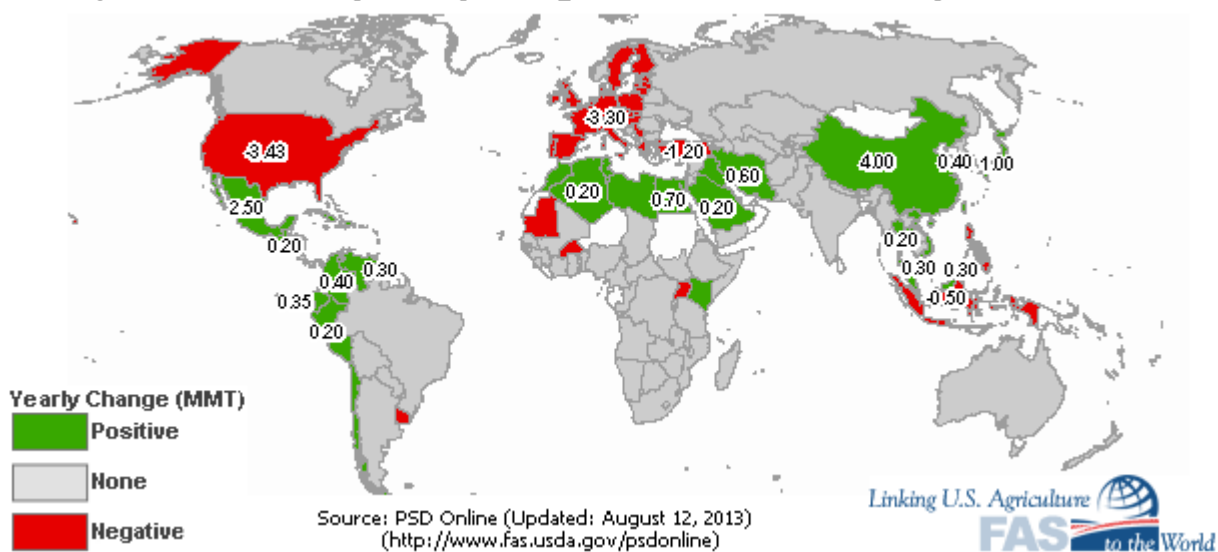 -3.43
2.50
0.20
0.30
0.40
0.35
0.20
-3.30
-1.20
0.20
0.70
0.60
0.20
4.00
0.40
1.00
0.20
0.30
0.30
-0.50
Yearly Change (MMT)
Positive
None
Negative
Source: PSD Online (Updated: August 12, 2013)
(http://www.fas.usda.gov/psdonline)
Linking U.S. Agriculture
FAS
to the World